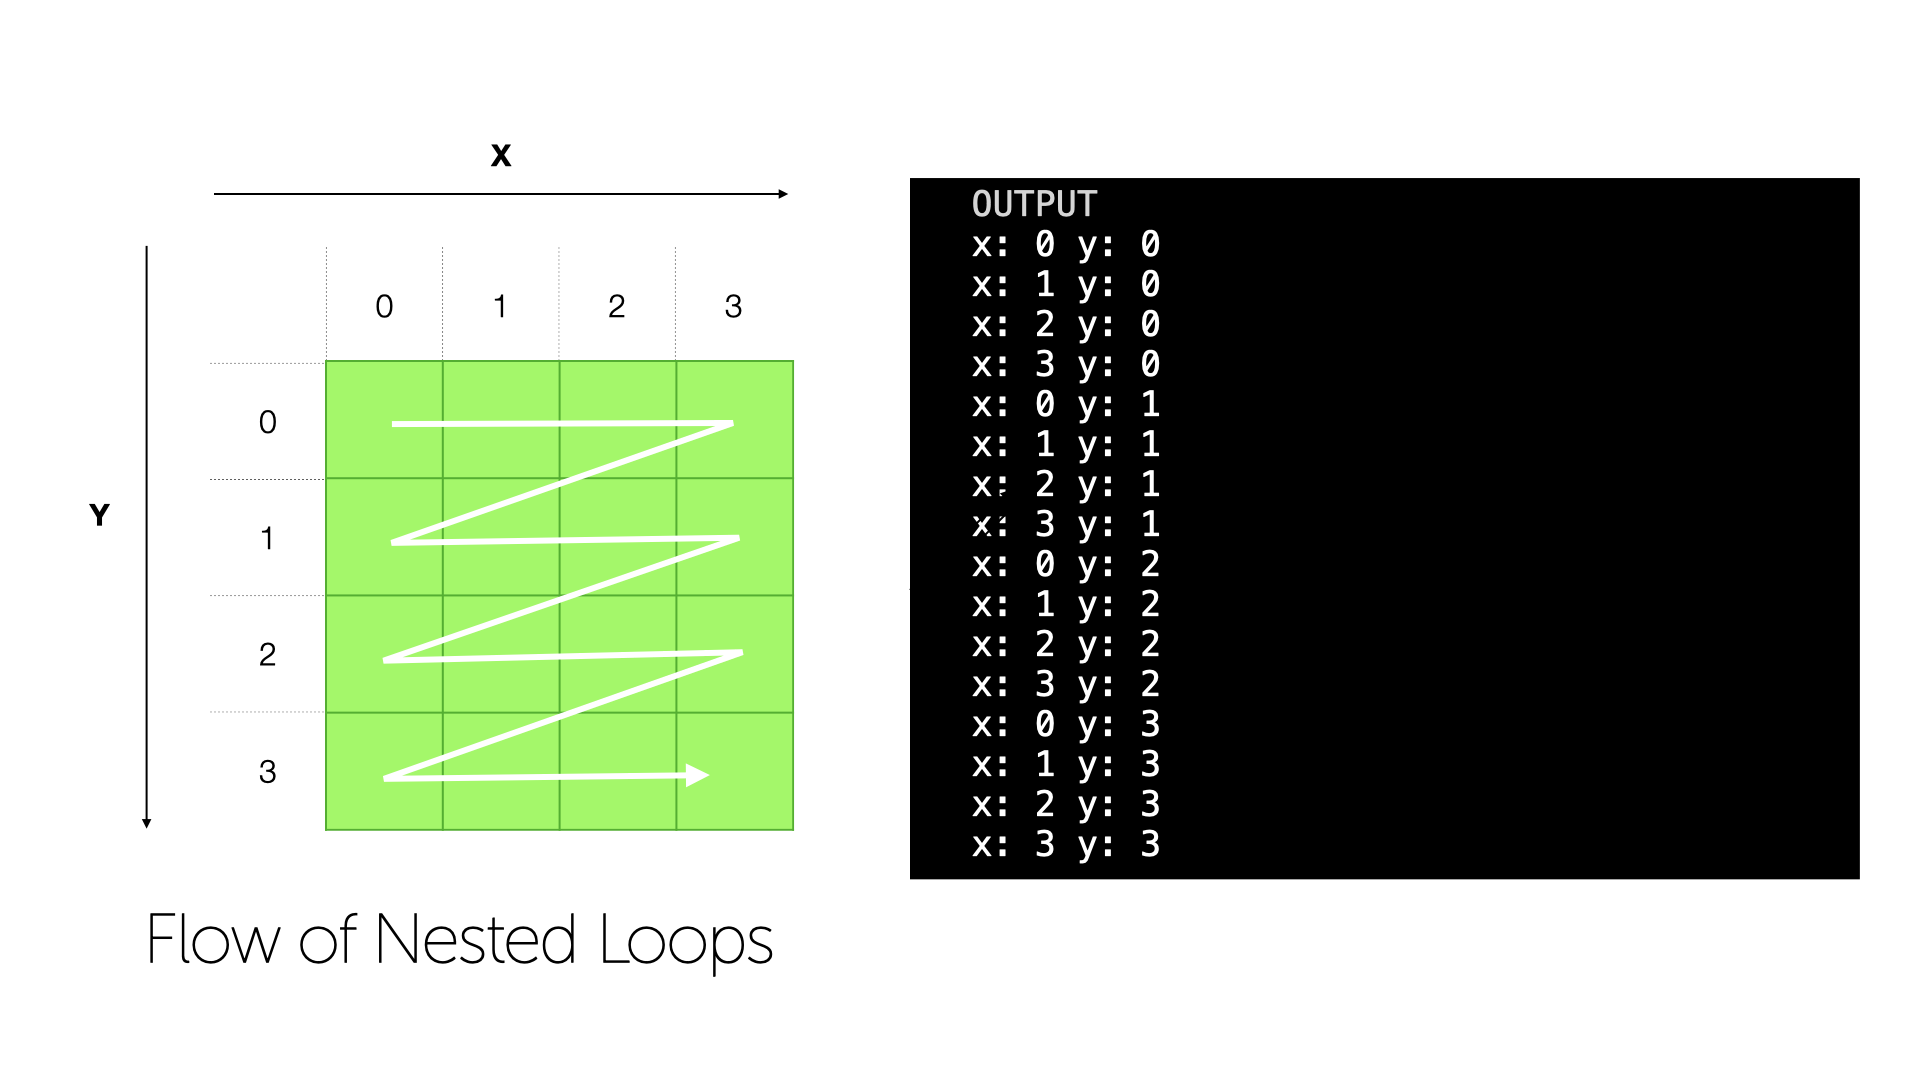 X
0 1 2 3
Y
0
1
2
3
Flow of Nested Loops
OUTPUT
x: 0 y: 0
x: 1 y: 0
x: 2 y: 0
x: 3 y: 0
x: 0 y: 1
x: 1 y: 1
x: 2 y: 1
x: 3 y: 1
x: 0 y: 2
x: 1 y: 2
x: 2 y: 2
x: 3 y: 2
x: 0 y: 3
x: 1 y: 3
x: 2 y: 3
x: 3 y: 3